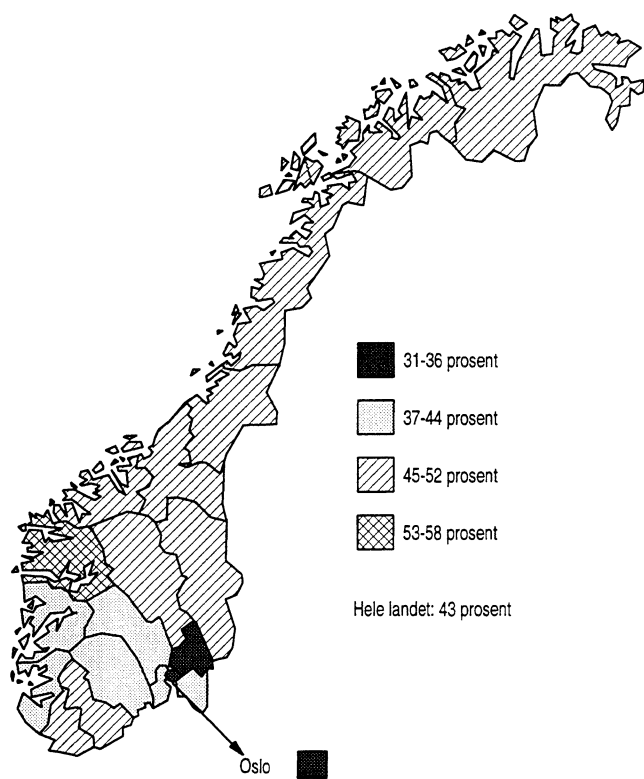 31-36 prosent
37-44 prosent
45-52 prosent
53-58 prosent
Hele landet: 43 prosent
Oslo